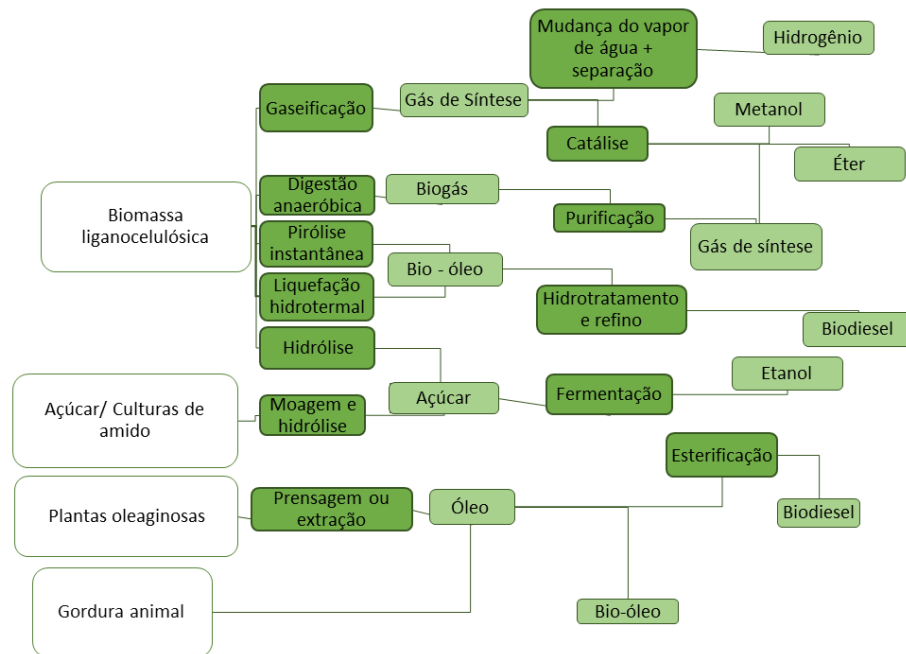 Mudança do vapor
de água +
separação
Hidrogênio
Gaseificação
Gás de Síntese
Metanol
Catálise
Éter
Biomassa
liganocelulósica
Digestão
anaeróbica
Biogás
Purificação
Gás de síntese
Pirólise
instantânea
Bio - óleo
Liquefação
hidrotermal
Hidrotratamento
e refino
Biodiesel
Hidrólise
Açúcar/ Culturas de
amido
Moagem e
hidrólise
Açúcar
Fermentação
Etanol
Esterificação
Plantas oleaginosas
Prensagem ou
extração
Óleo
Biodiesel
Gordura animal
Bio-óleo